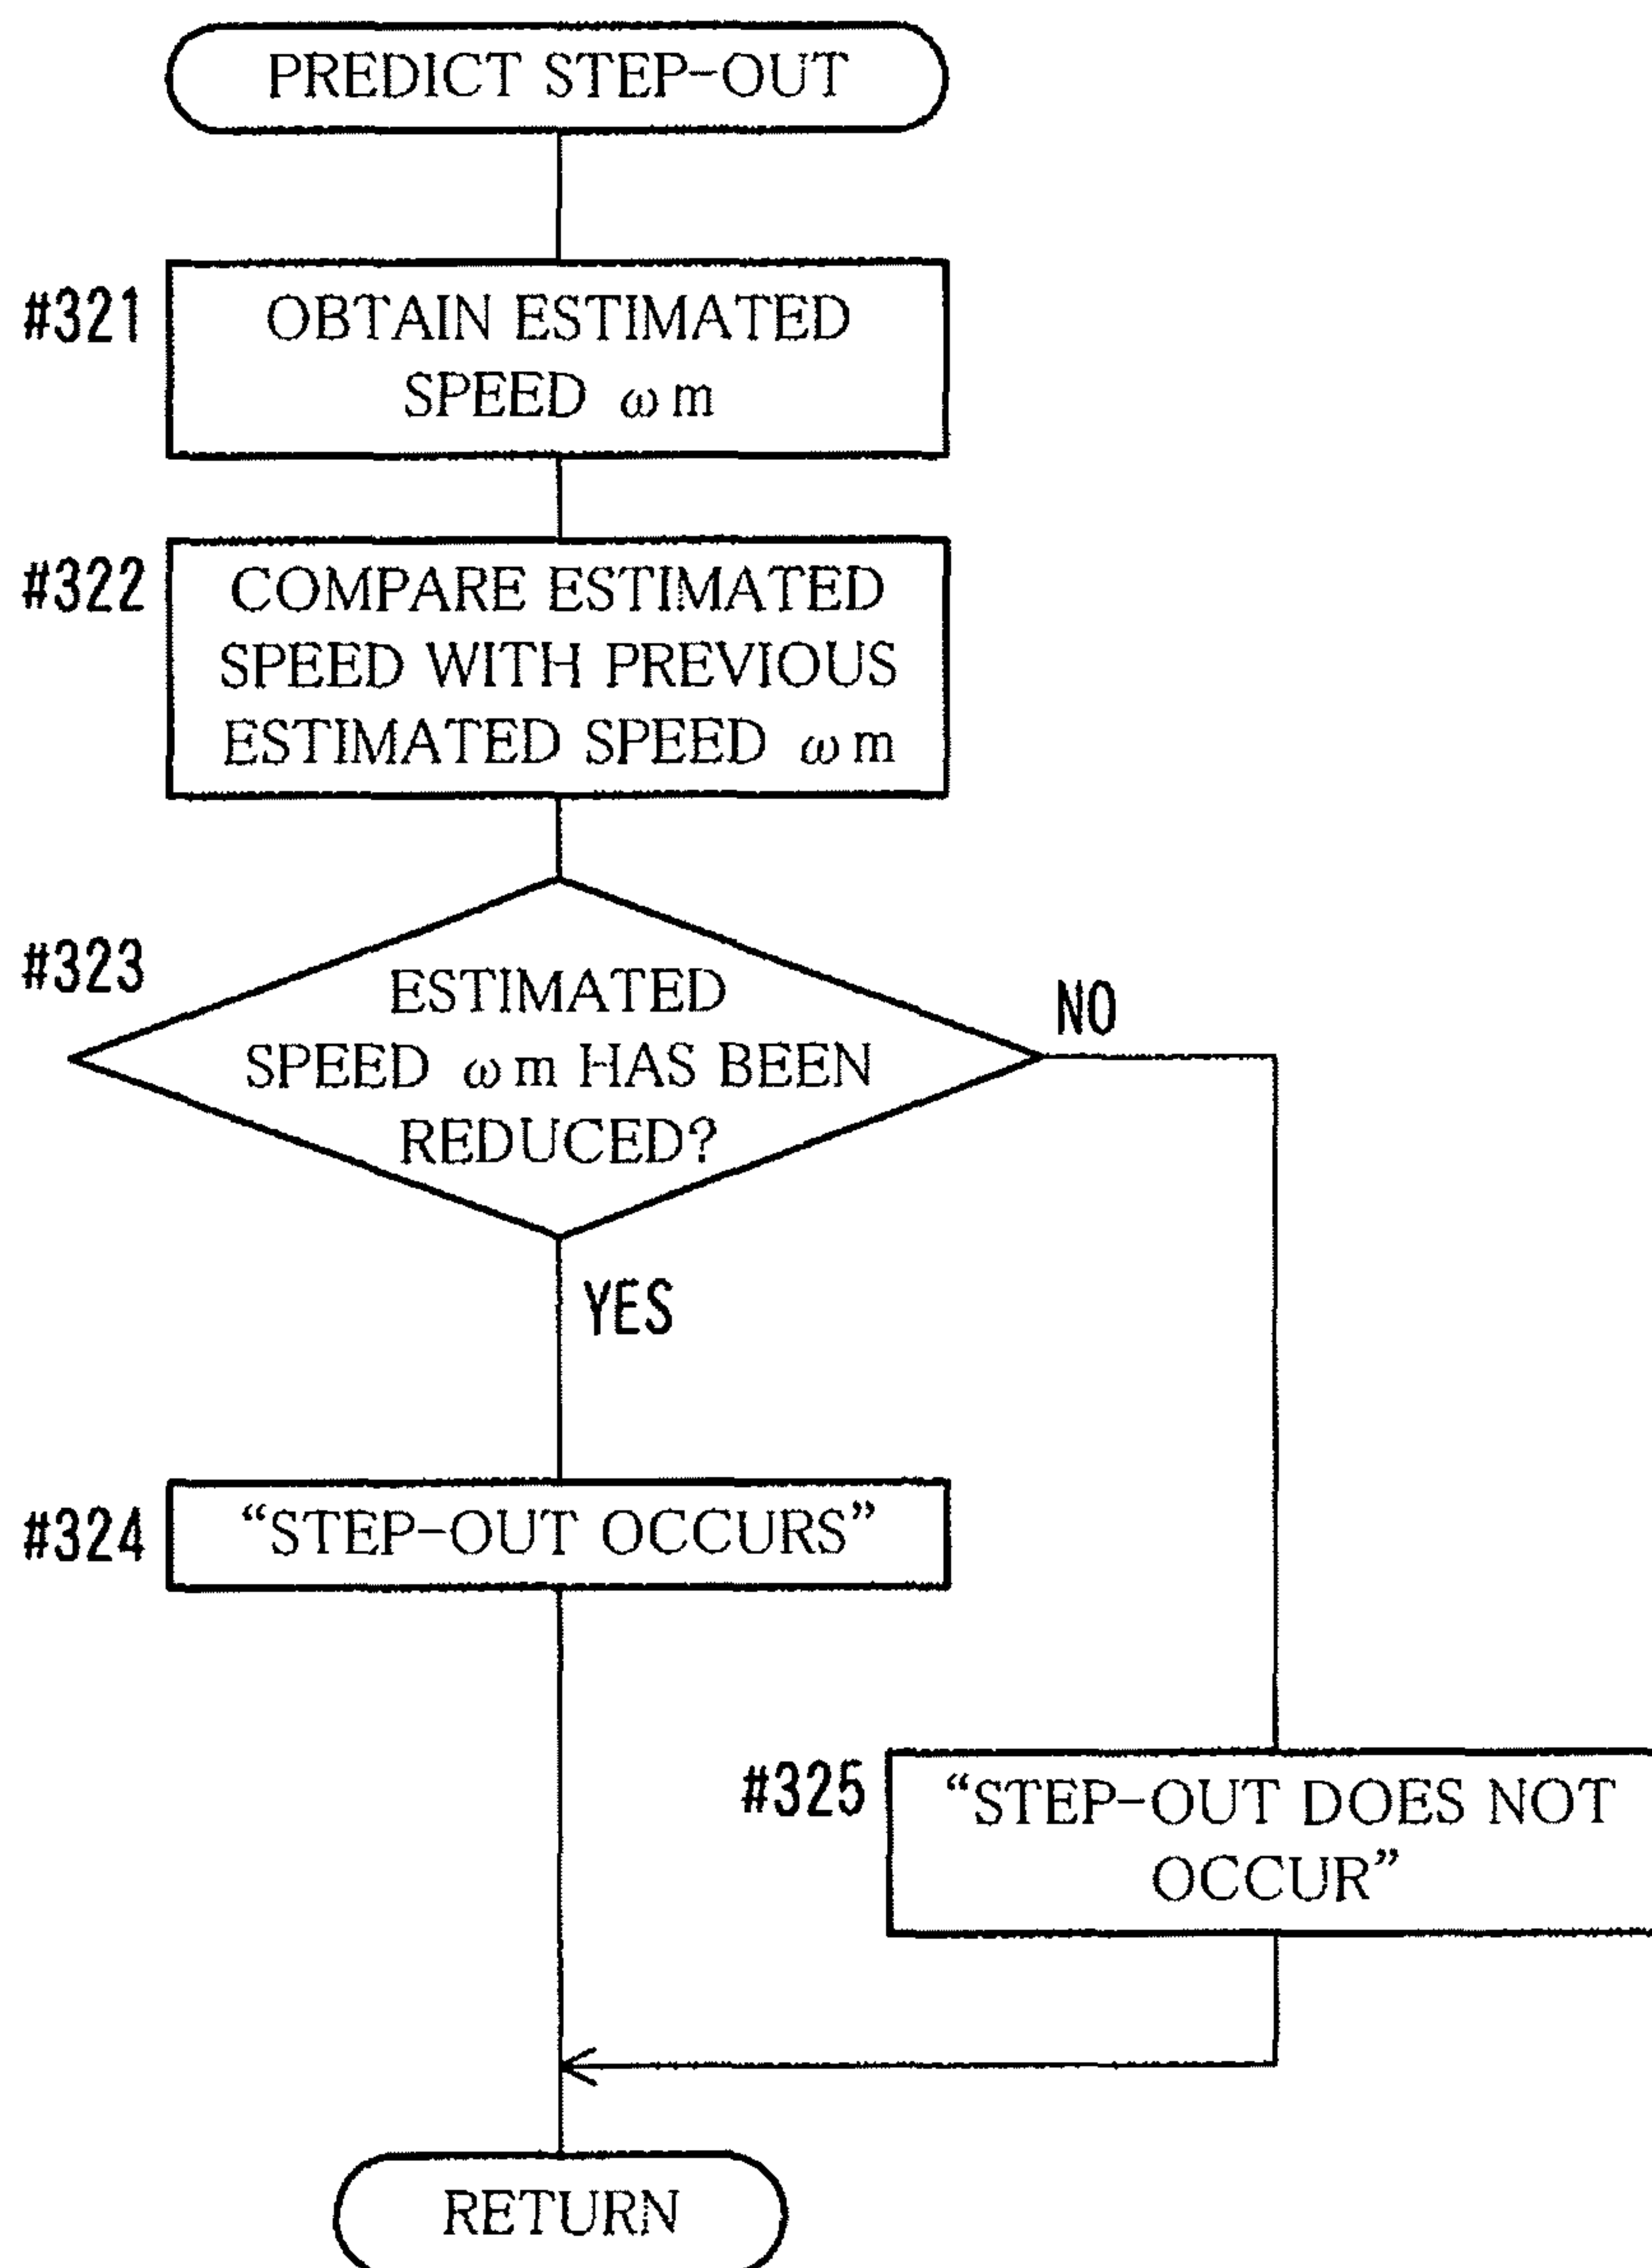 PREDICT STEP-OUT
#321
OBTAIN ESTIMATED
SPEED ωm
#322
COMPARE ESTIMATED
SPEED WITH PREVIOUS
ESTIMATED SPEED ωm
#323
ESTIMATED
SPEED ωm HAS BEEN
REDUCED?
NO
YES
#324
“STEP-OUT OCCURS”
#325
“STEP-OUT DOES NOT
OCCUR”
RETURN